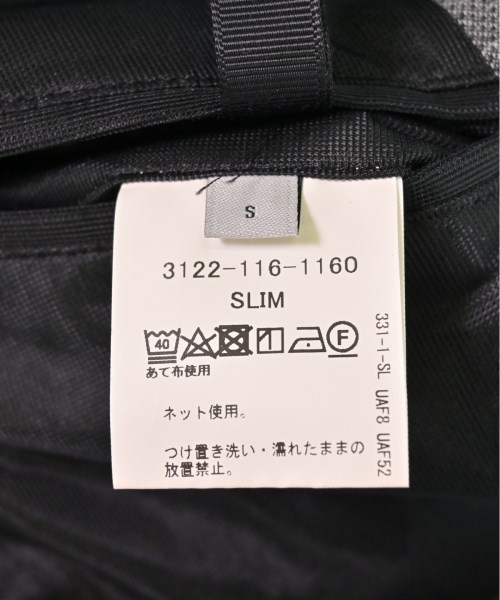 S
3122-116-1160
SLIM
40
F
あて布使用
ネット使用。
つけ置き洗い・濡れたままの
放置禁止。
331-1-SL UAF8 UAF52